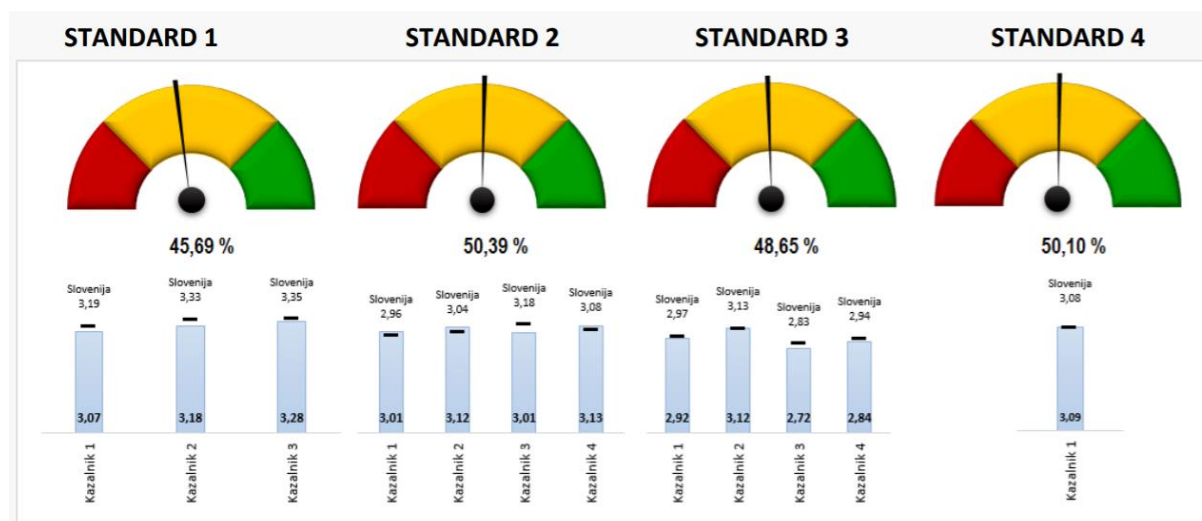 STANDARD 1
STANDARD 2
STANDARD 3
STANDARD 4
45,69 %
50,39 %
48,65 %
50,10 %
Slovenija
3,19
Slovenija
3,33
Slovenija
3,35
Slovenija
2,96
Slovenija
3,04
Slovenija
3,18
Slovenija
3,08
Slovenija
2,97
Slovenija
3,13
Slovenija
2,83
Slovenija
2,94
Slovenija
3,08
3,07
3,18
3,28
3,01
3,12
3,01
3,13
2,92
3,12
2,72
2,84
3,09
Kazalnik 1
Kazalnik 2
Kazalnik 3
Kazalnik 1
Kazalnik 2
Kazalnik 3
Kazalnik 4
Kazalnik 1
Kazalnik 2
Kazalnik 3
Kazalnik 4
Kazalnik 1